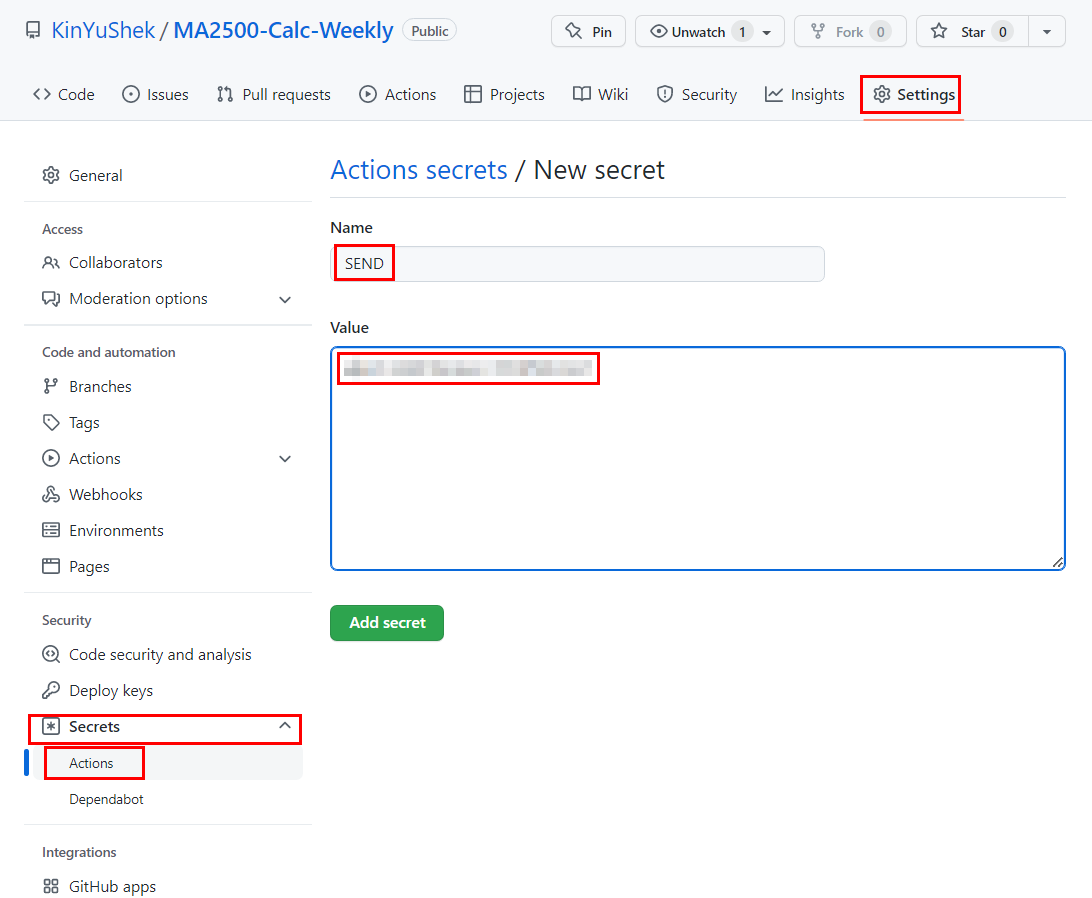 KinYuShek / MA2500-Calc-Weekly Public Pin Unwatch 1 Fork 0 Star 0
Code Issues Pull requests Actions Projects Wiki Security Insights Settings
General
Access
Collaborators
Moderation options
Code and automation
Branches
Tags
Actions
Webhooks
Environments
Pages
Security
Code security and analysis
Deploy keys
Secrets
Actions
Dependabot
Integrations
GitHub apps
Actions secrets / New secret
Name
SEND
Value
Add secret